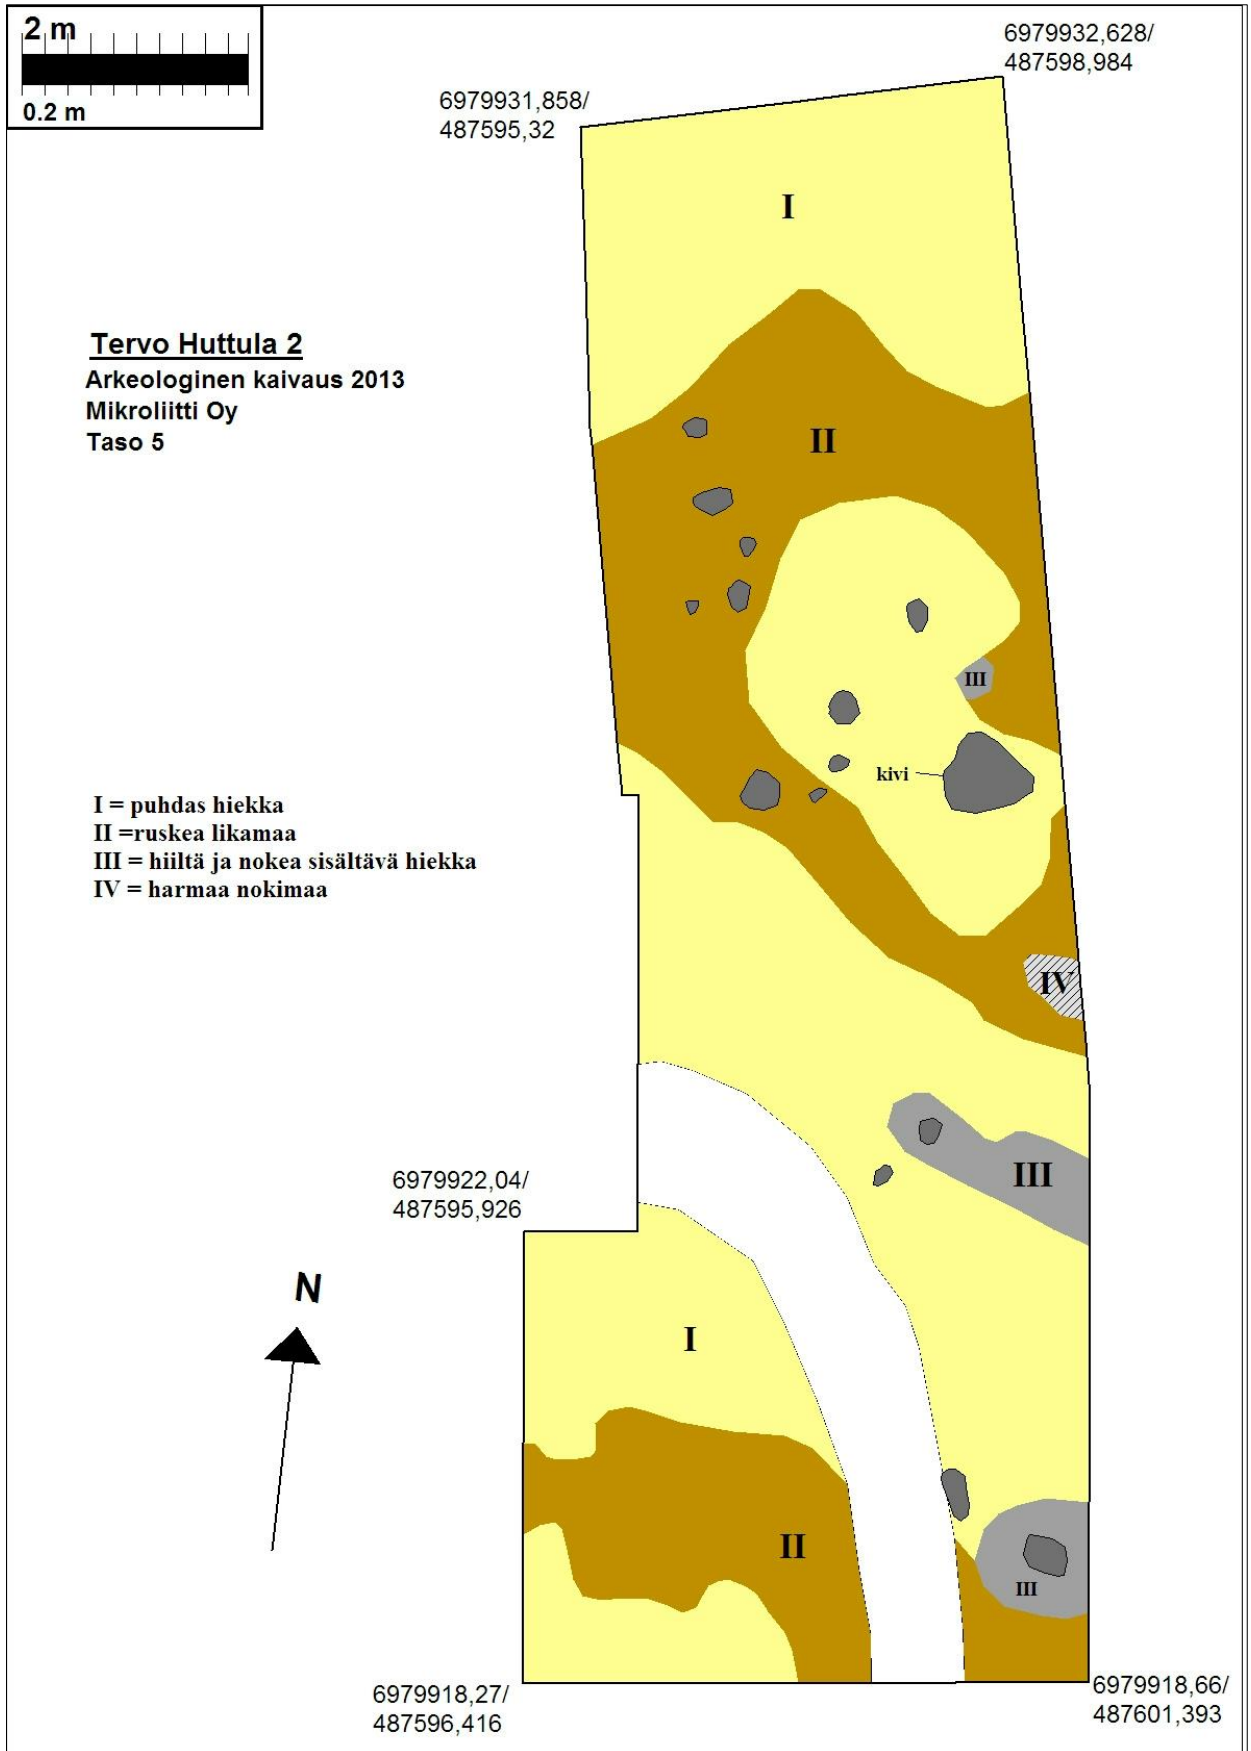 2 m
0.2 m
6979932,628/
487598,984
6979931,858/
487595,32
I
Tervo Huttula 2
Arkeologinen kaivaus 2013
Mikroliitti Oy
Taso 5
II
III
kivi
I = puhdas hiekka
II =ruskea likamaa
III = hiiltä ja nokea sisältävä hiekka
IV = harmaa nokimaa
IV
III
6979922,04/
487595,926
N
I
II
III
6979918,27/
487596,416
6979918,66/
487601,393